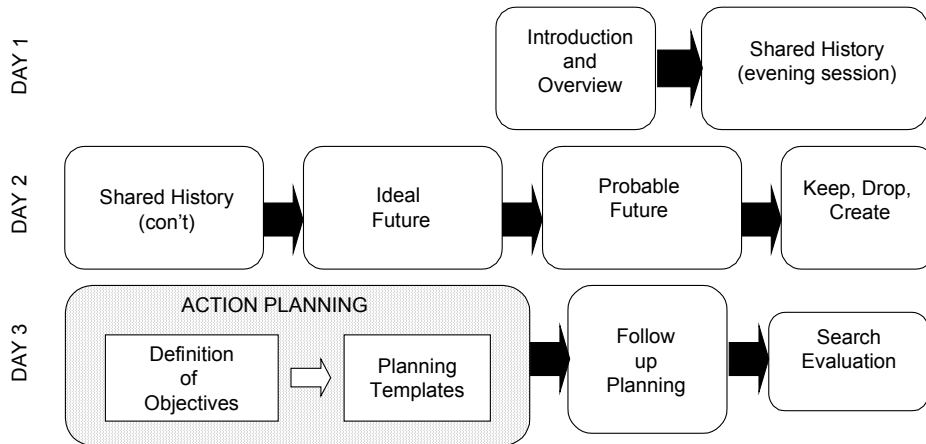 DAY 1
Introduction
and
Overview
Shared History
(evening session)
DAY 2
Shared History
(con't)
Ideal
Future
Probable
Future
Keep, Drop,
Create
DAY 3
ACTION PLANNING
Definition
of
Objectives
Planning
Templates
Follow
up
Planning
Search
Evaluation